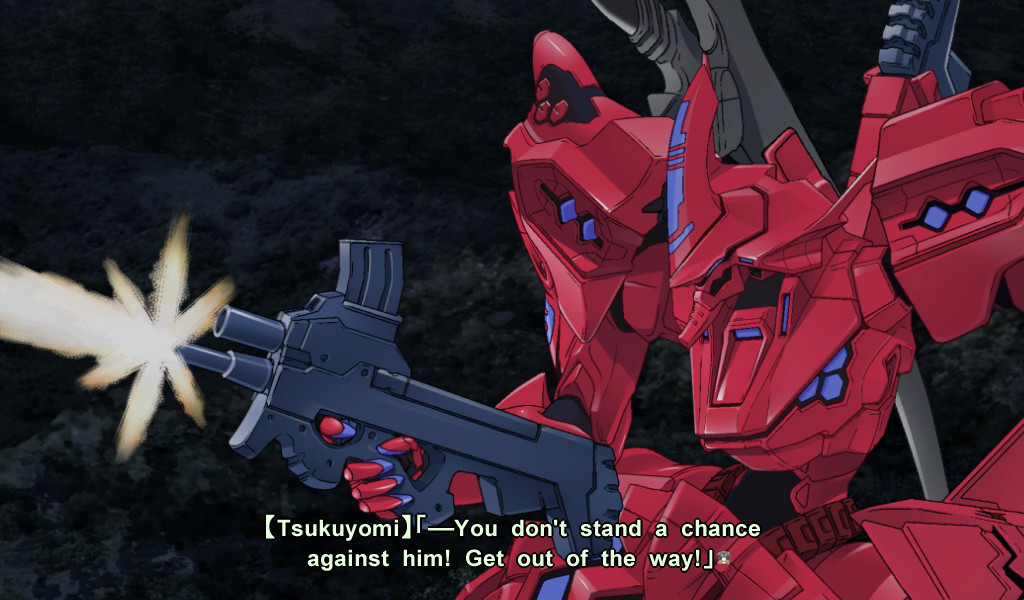 【Tsukuyomi】「―You don't stand a chance
against him! Get out of the way!」